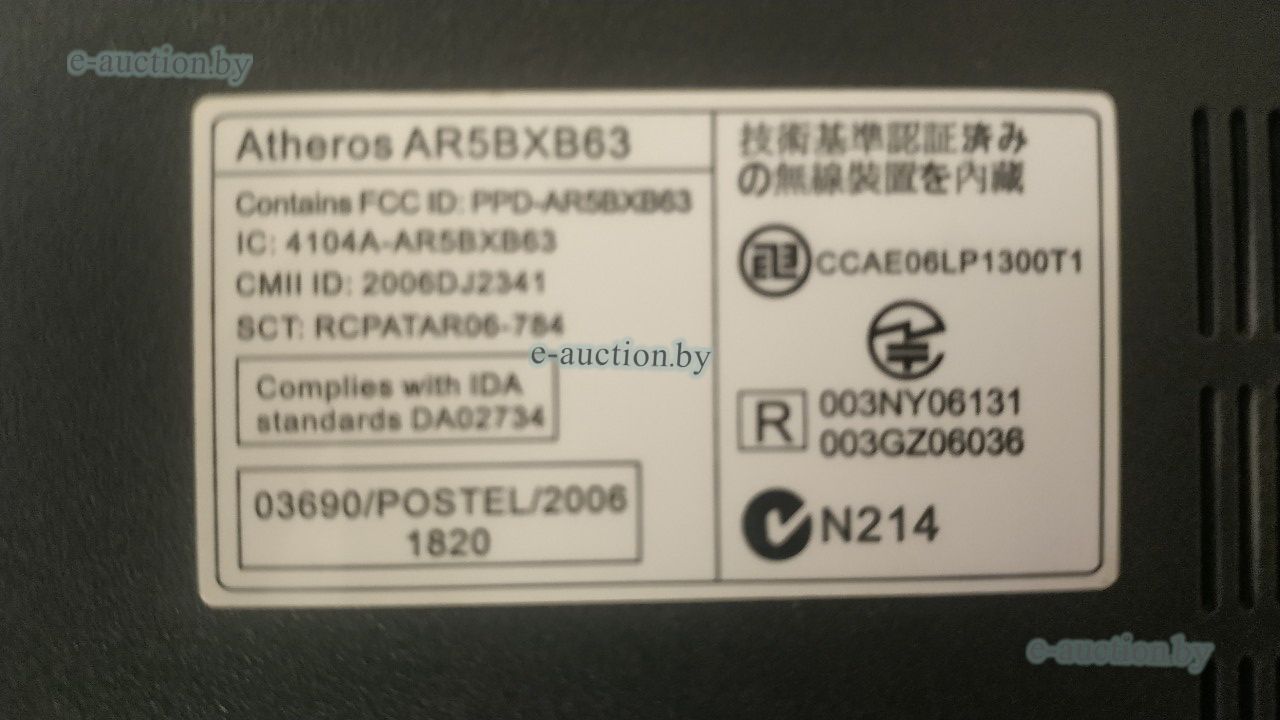 e-auction.by
Atheros AR5BXB63
Contains FCC ID: PPD-AR5BXB63
IC: 4104A-AR5BXB63
CMII ID: 2006DJ2341
SCT: RCPATAR06-784
e-auction.by
Complies with IDA
standards DA02734
03690/POSTEL/2006
1820
技術基準認証済み
の無線装置を内蔵
CCAE06LP1300T1
R
003NY06131
003GZ06036
N214
e-auction.by